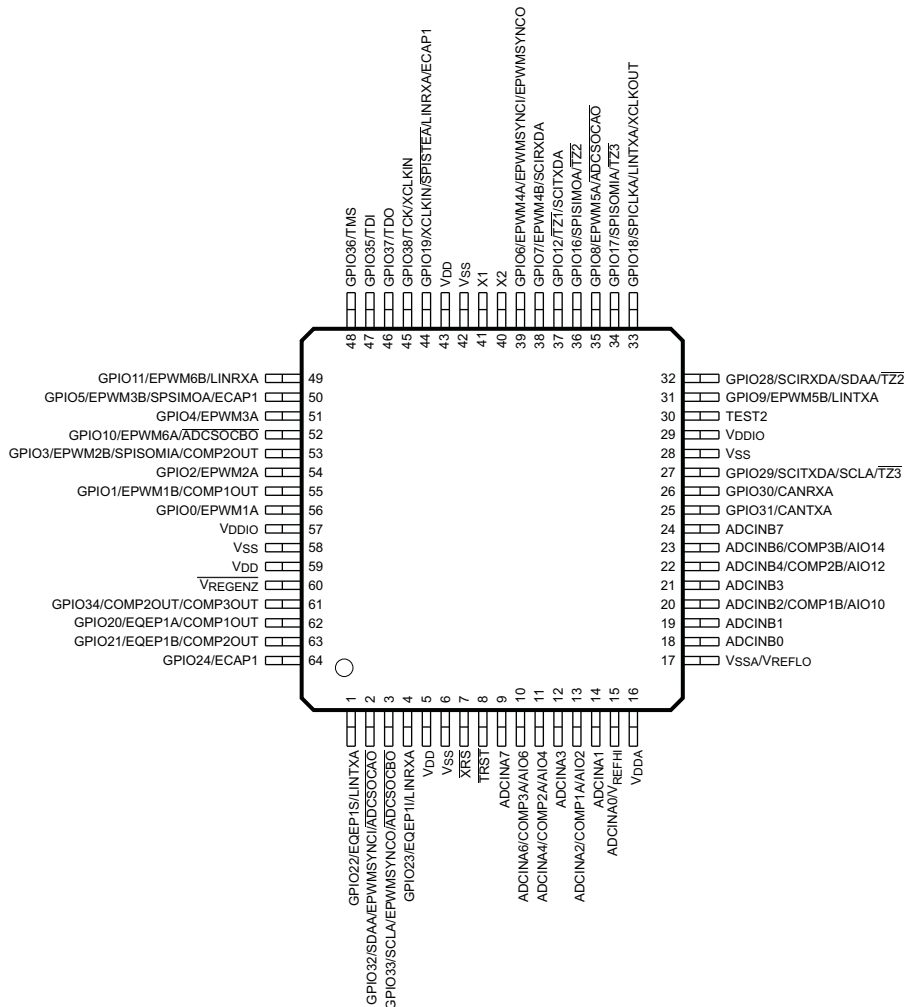 GPIO36/TMS
GPIO35/TDI
GPIO37/TDO
GPIO38/TCK/XCLKIN
GPIO19/XCLKIN/SPISTEA/LINRXA/ECAP1
VDD
VSS
X1
X2
GPIO6/EPWM4A/EPWMSYNCI/EPWMSYNCO
GPIO7/EPWM4B/SCIRXDA
GPIO12/TZ1/SCITXDA
GPIO16/SPISIMOA/TZ2
GPIO8/EPWM5A/ADCSOCAO
GPIO17/SPISOMIA/TZ3
GPIO18/SPICLKA/LINTXA/XCLKOUT
48
47
46
45
44
43
42
41
40
39
38
37
36
35
34
33
GPIO11/EPWM6B/LINRXA 49
GPIO5/EPWM3B/SPSIMOA/ECAP1 50
GPIO4/EPWM3A 51
GPIO10/EPWM6A/ADCSOCBO 52
GPIO3/EPWM2B/SPISOMIA/COMP2OUT 53
GPIO2/EPWM2A 54
GPIO1/EPWM1B/COMP1OUT 55
GPIO0/EPWM1A 56
VDDIO 57
VSS 58
VDD 59
VREGENZ 60
GPIO34/COMP2OUT/COMP3OUT 61
GPIO20/EQEP1A/COMP1OUT 62
GPIO21/EQEP1B/COMP2OUT 63
GPIO24/ECAP1 64
32 GPIO28/SCIRXDA/SDAA/TZ2
31 GPIO9/EPWM5B/LINTXA
30 TEST2
29 VDDIO
28 VSS
27 GPIO29/SCITXDA/SCLA/TZ3
26 GPIO30/CANRXA
25 GPIO31/CANTXA
24 ADCINB7
23 ADCINB6/COMP3B/AIO14
22 ADCINB4/COMP2B/AIO12
21 ADCINB3
20 ADCINB2/COMP1B/AIO10
19 ADCINB1
18 ADCINB0
17 VSSA/VREFLO
1
2
3
4
5
6
7
8
9
10
11
12
13
14
15
16
GPIO22/EQEP1S/LINTXA
GPIO32/SDAA/EPWMSYNCI/ADCSOCAO
GPIO33/SCLA/EPWMSYNCO/ADCSOCBO
GPIO23/EQEP1I/LINRXA
VDD
VSS
XRS
TRST
ADCINA7
ADCINA6/COMP3A/AIO6
ADCINA4/COMP2A/AIO4
ADCINA3
ADCINA2/COMP1A/AIO2
ADCINA1
ADCINA0/VREFHI
VDDA